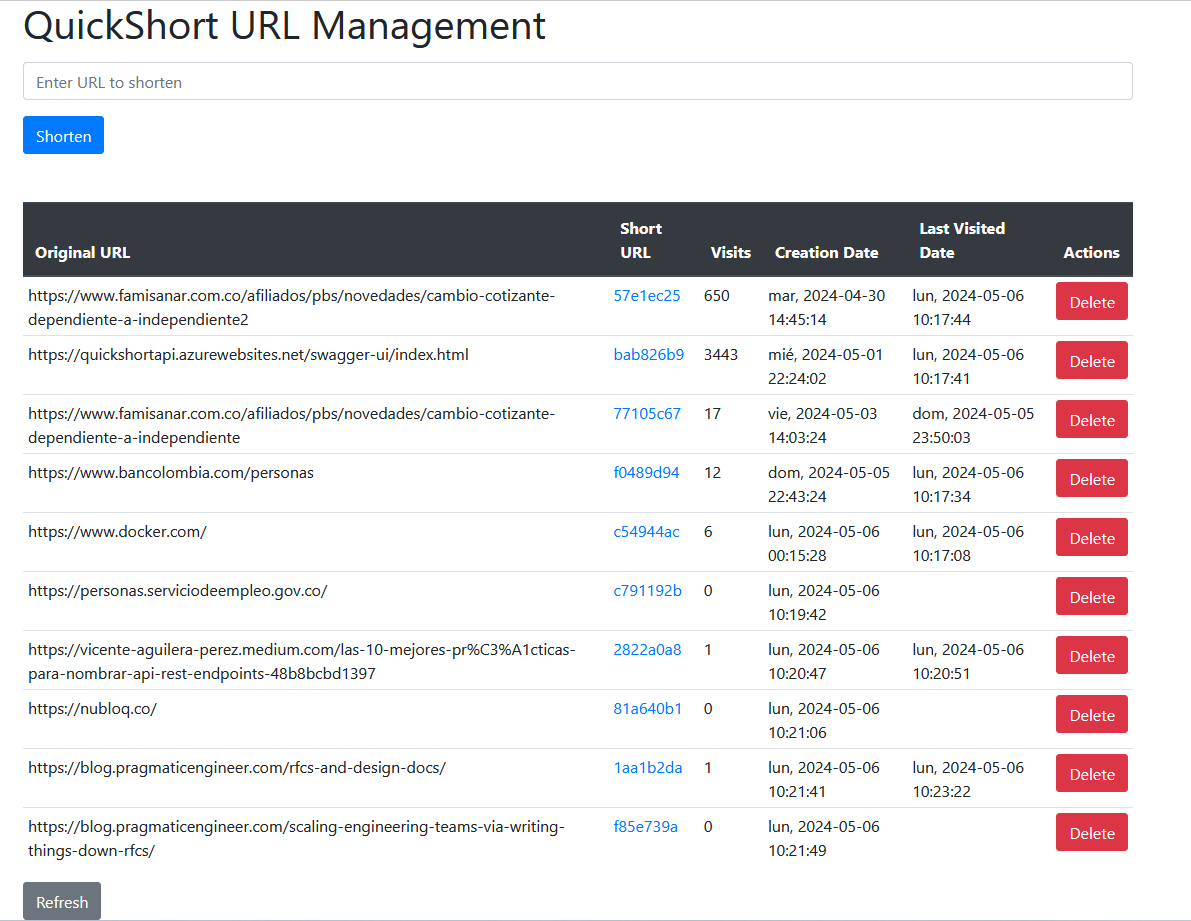 QuickShort URL Management
Enter URL to shorten
Shorten
Original URL Short URL Visits Creation Date Last Visited Date Actions
https://www.famisanar.com.co/afiliados/pbs/novedades/cambio-cotizante- 57e1ec25 650 mar, 2024-04-30 lun, 2024-05-06 Delete
dependiente-a-independiente2 14:45:14 10:17:44
https://quickshortapi.azurewebsites.net/swagger-ui/index.html bab826b9 3443 mié, 2024-05-01 lun, 2024-05-06 Delete
22:24:02 10:17:41
https://www.famisanar.com.co/afiliados/pbs/novedades/cambio-cotizante- 77105c67 17 vie, 2024-05-03 dom, 2024-05-05 Delete
dependiente-a-independiente 14:03:24 23:50:03
https://www.bancolombia.com/personas f0489d94 12 dom, 2024-05-05 lun, 2024-05-06 Delete
22:43:24 10:17:34
https://www.docker.com/ c54944ac 6 lun, 2024-05-06 lun, 2024-05-06 Delete
00:15:28 10:17:08
https://personas.serviciodeempleo.gov.co/ c791192b 0 lun, 2024-05-06 Delete
10:19:42
https://vicente-aguilera-perez.medium.com/las-10-mejores-pr%C3%A1cticas- 2822a0a8 1 lun, 2024-05-06 lun, 2024-05-06 Delete
para-nombrar-api-rest-endpoints-48b8bcbd1397 10:20:47 10:20:51
https://nubloq.co/ 81a640b1 0 lun, 2024-05-06 Delete
10:21:06
https://blog.pragmaticengineer.com/rfcs-and-design-docs/ 1aa1b2da 1 lun, 2024-05-06 lun, 2024-05-06 Delete
10:21:41 10:23:22
https://blog.pragmaticengineer.com/scaling-engineering-teams-via-writing- f85e739a 0 lun, 2024-05-06 Delete
things-down-rfcs/ 10:21:49
Refresh